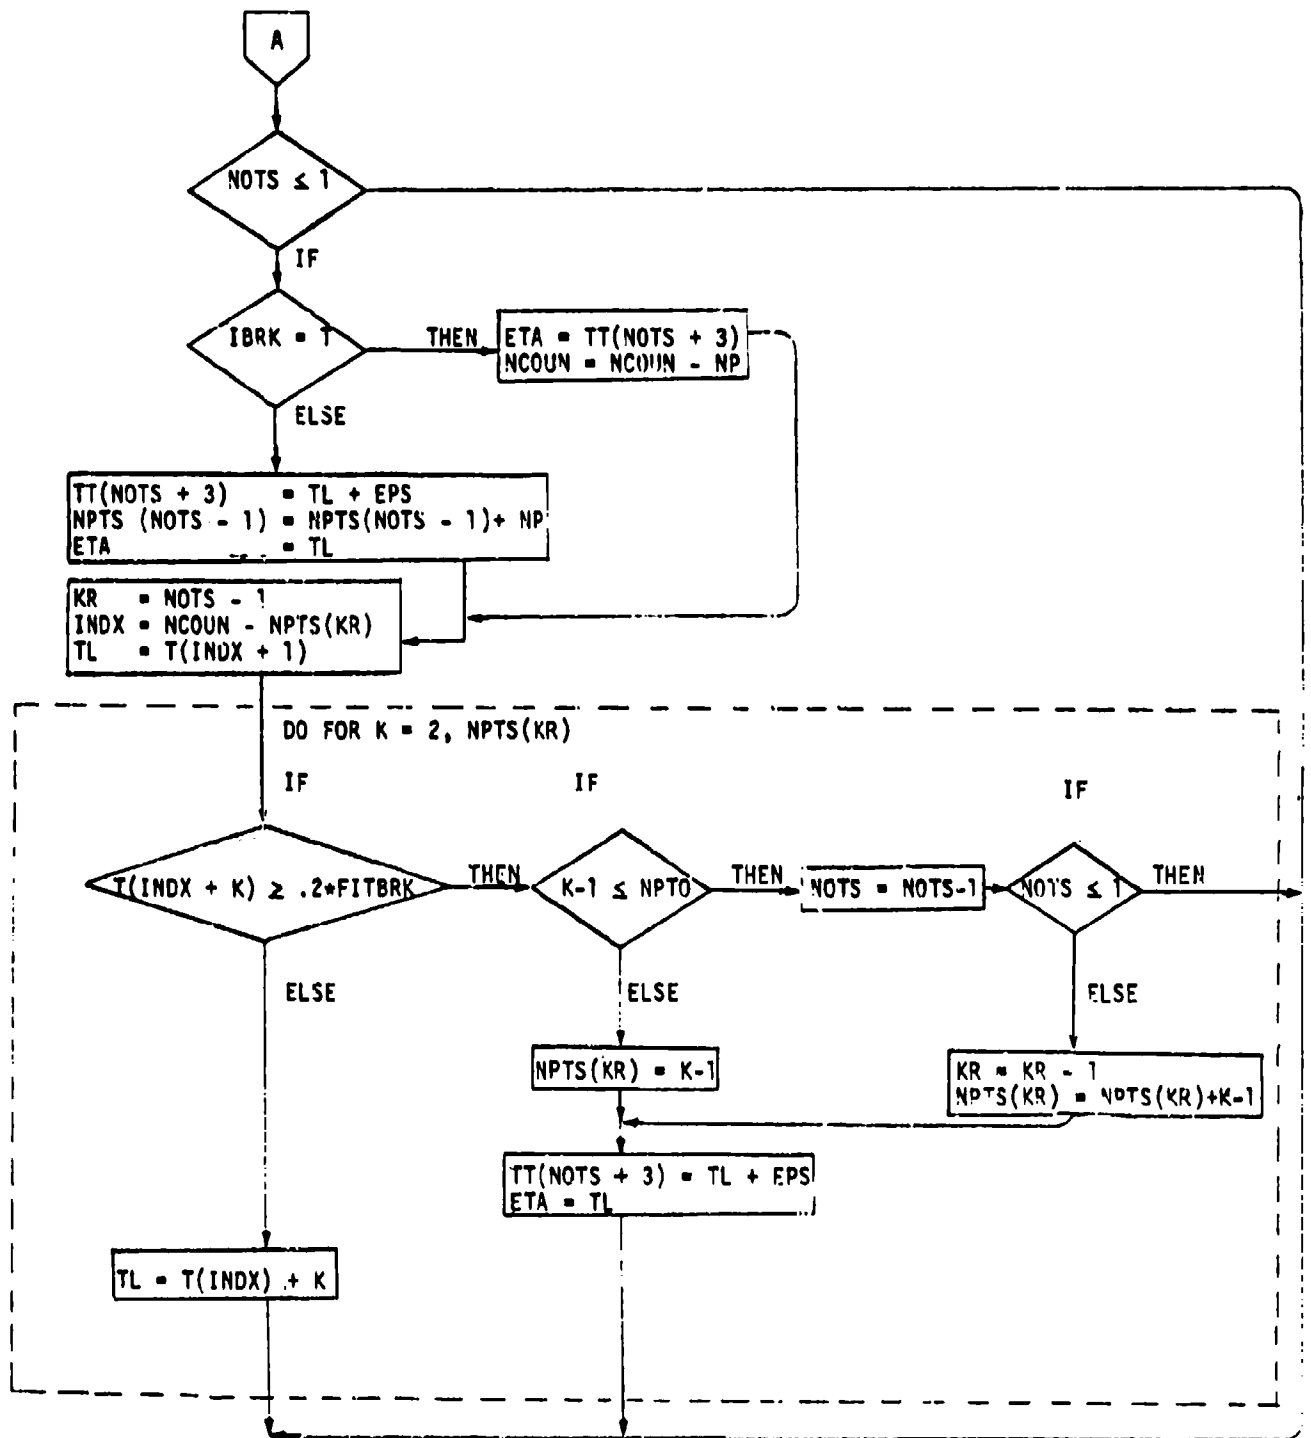 A
NOTS ≤ 1
IF
IBRK = T
THEN
ETA = TT(NOTS + 3)
NCOUN = NCOUN - NP
ELSE
TT(NOTS + 3) = TL + EPS
NPTS (NOTS - 1) = NPTS(NOTS - 1)+ NP
ETA = TL
KR = NOTS - 1
INDX = NCOUN - NPTS(KR)
TL = T(INDX + 1)
DO FOR K = 2, NPTS(KR)
IF
IF
IF
T(INDX + K) ≥ .2*FITBRK
THEN
K-1 ≤ NPTO
THEN
NOTS = NOTS-1
NOTS ≤ 1
THEN
ELSE
ELSE
ELSE
NPTS(KR) = K-1
KR = KR - 1
NPTS(KR) = NPTS(KR)+K-1
TT(NOTS + 3) = TL + EPS
ETA = TL
TL = T(INDX) + K